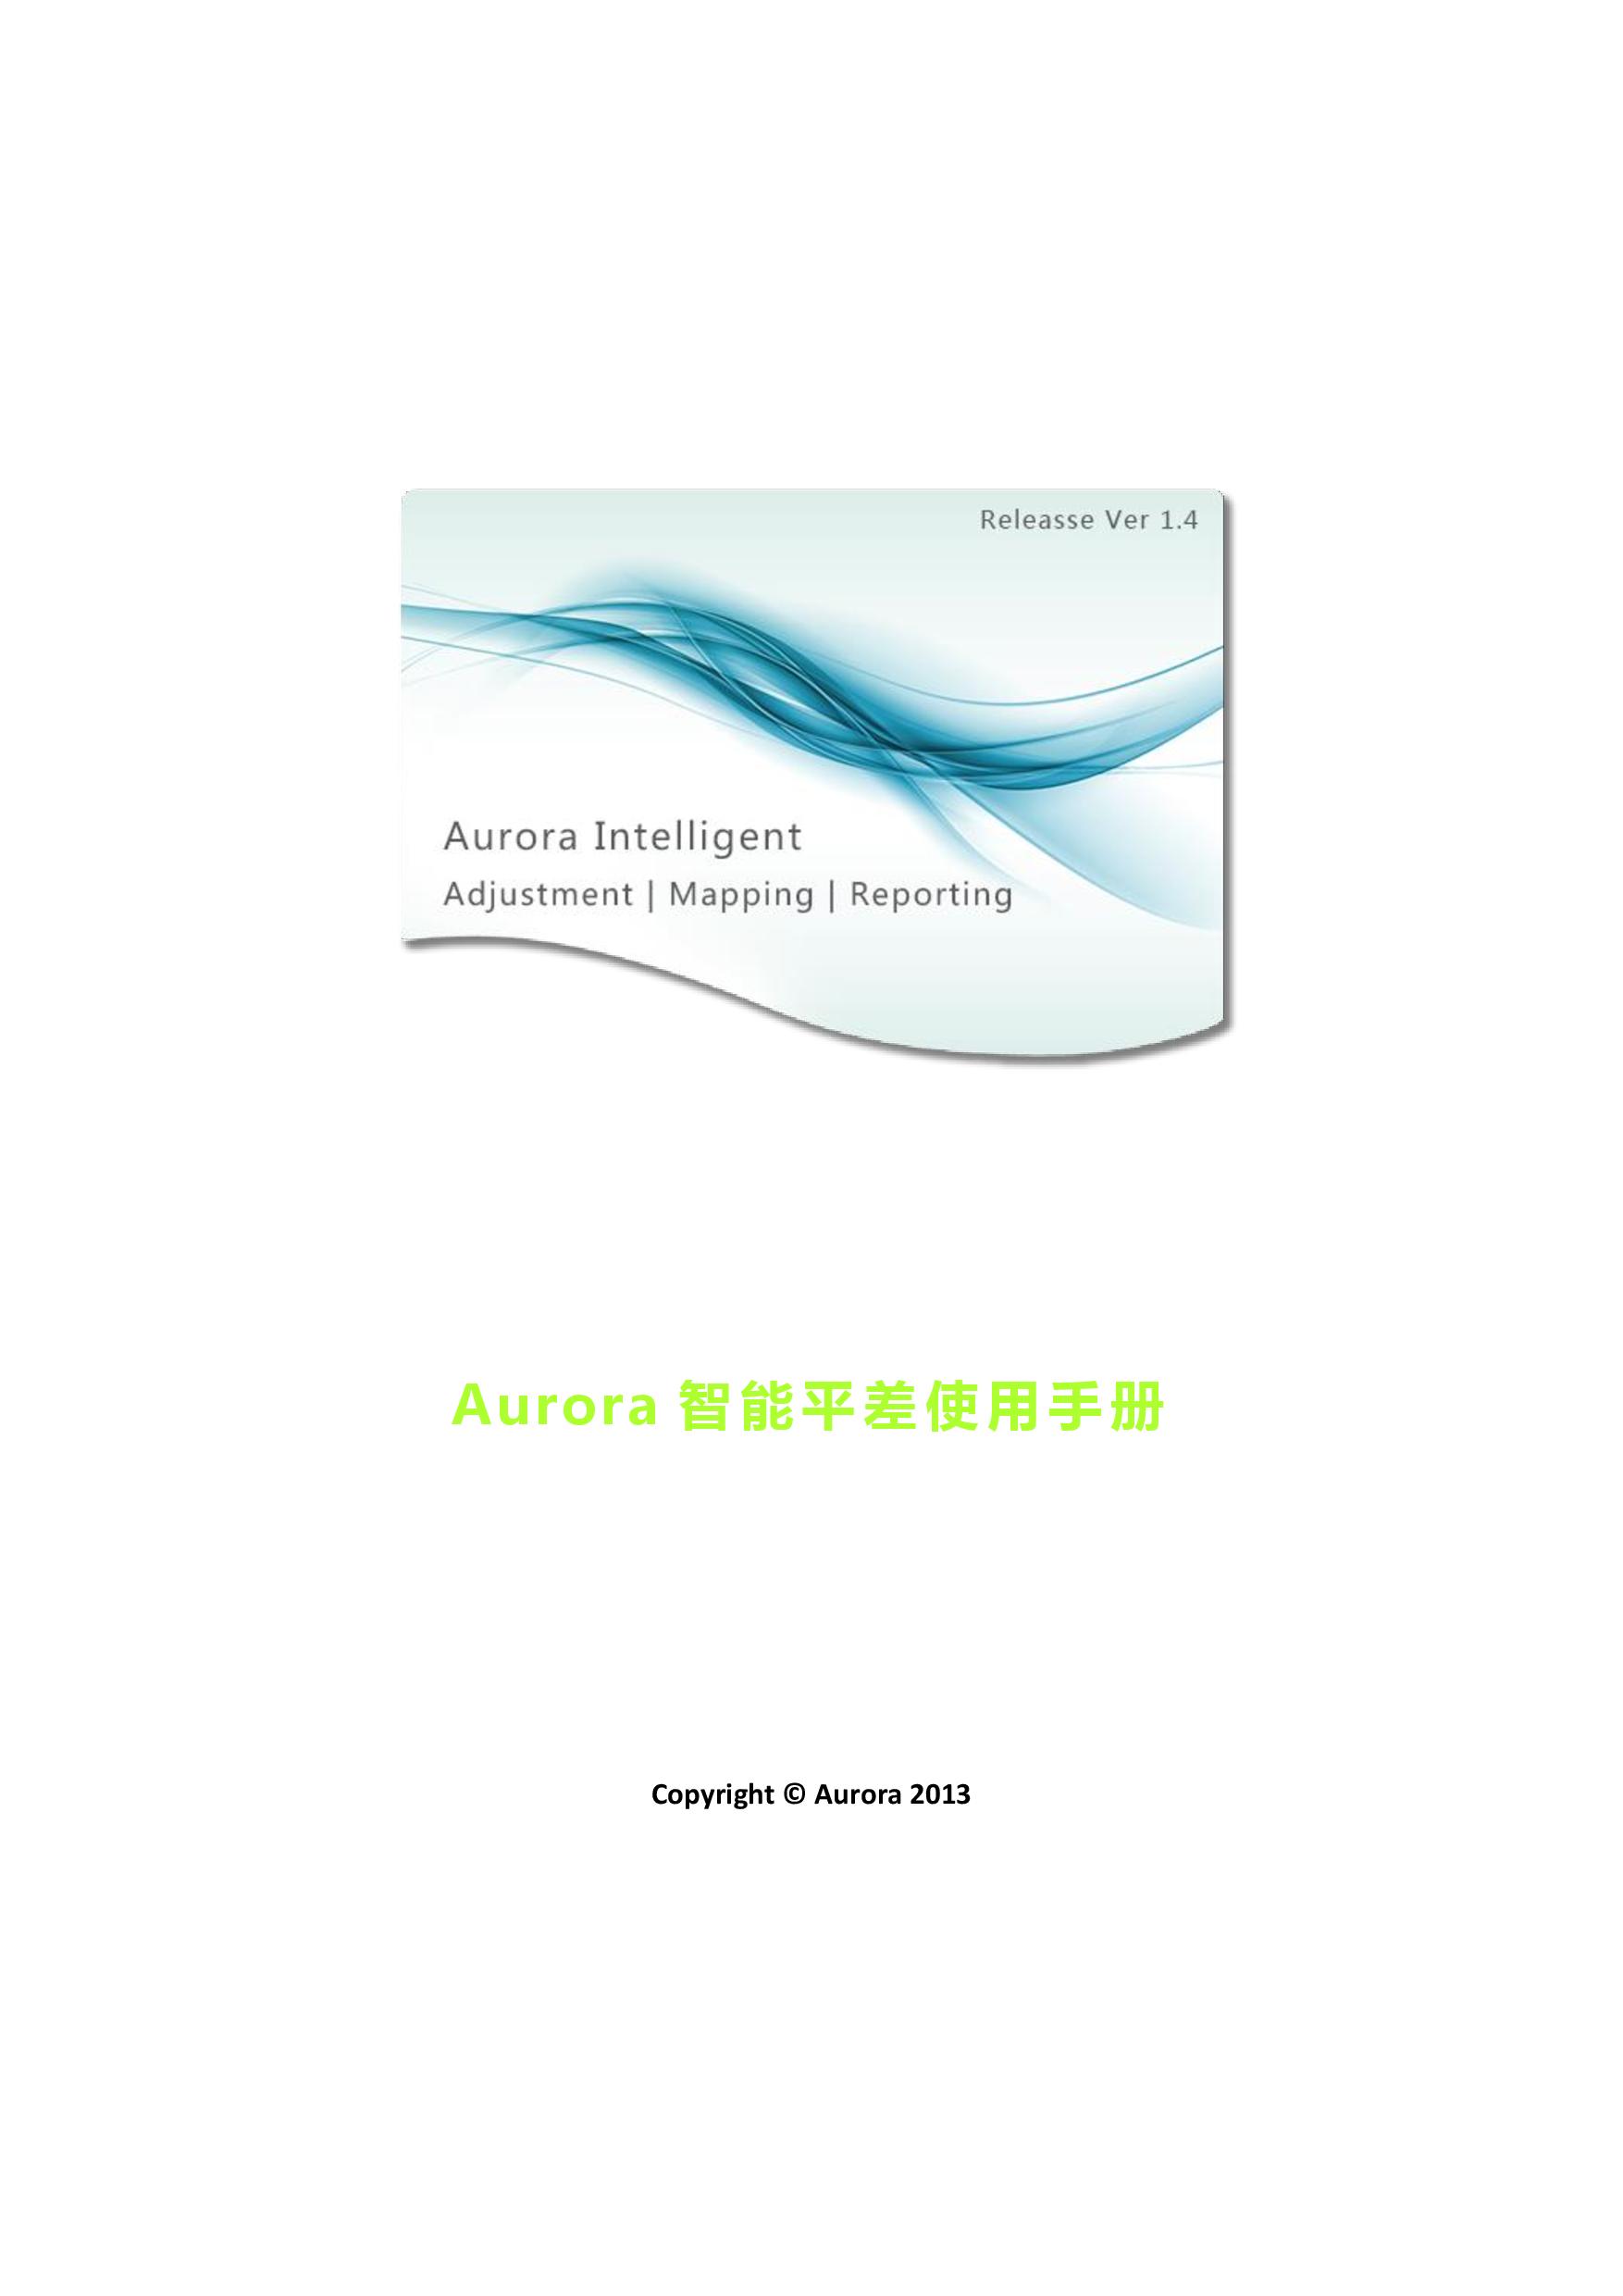 Releasse Ver 1.4
Aurora Intelligent
Adjustment | Mapping | Reporting
Aurora 智能平差使用手册
Copyright © Aurora 2013